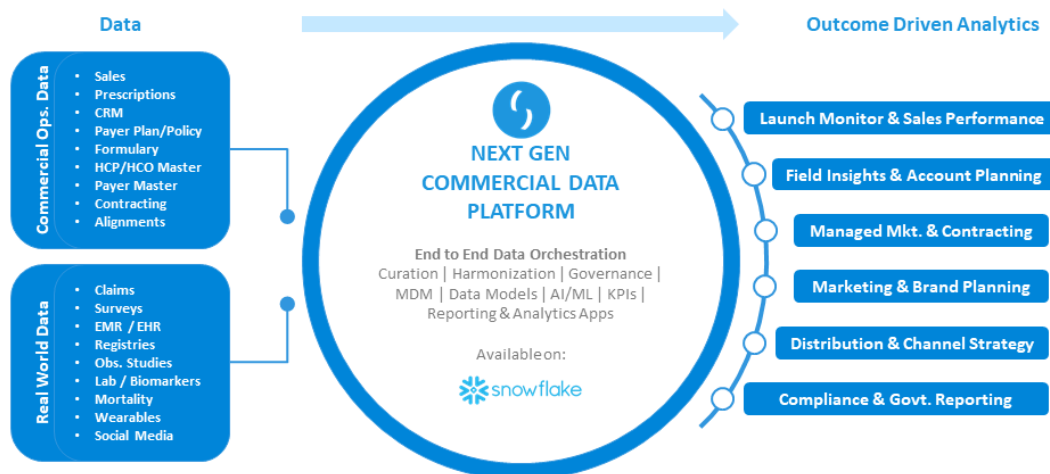 Data
Outcome Driven Analytics
Commercial Ops. Data
• Sales
• Prescriptions
• CRM
• Payer Plan/Policy
• Formulary
• HCP/HCO Master
• Payer Master
• Contracting
• Alignments
Real World Data
• Claims
• Surveys
• EMR / EHR
• Registries
• Obs. Studies
• Lab / Biomarkers
• Mortality
• Wearables
• Social Media
NEXT GEN
COMMERCIAL DATA
PLATFORM
End to End Data Orchestration
Curation | Harmonization | Governance |
MDM | Data Models | AI/ML | KPIs |
Reporting & Analytics Apps
Available on:
snowflake
Launch Monitor & Sales Performance
Field Insights & Account Planning
Managed Mkt. & Contracting
Marketing & Brand Planning
Distribution & Channel Strategy
Compliance & Govt. Reporting